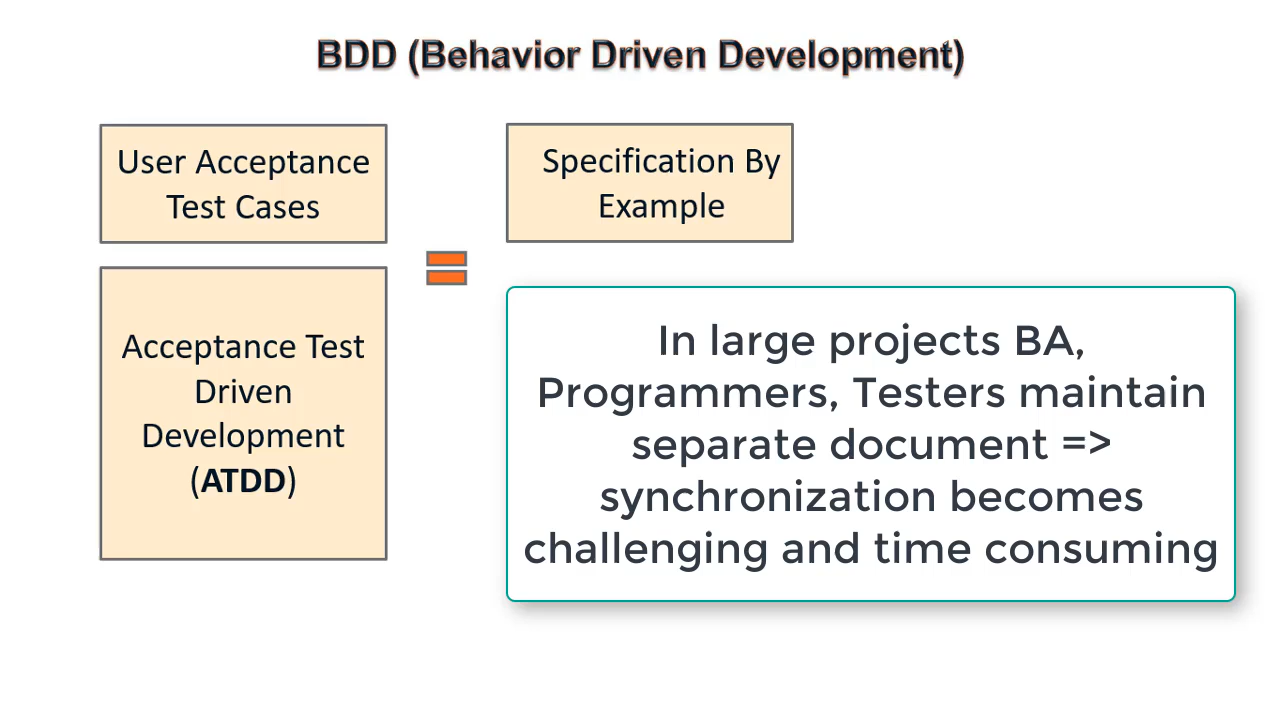 BDD (Behavior Driven Development)
User Acceptance
Test Cases
Specification By
Example
Acceptance Test
Driven
Development
(ATDD)
In large projects BA,
Programmers, Testers maintain
separate document =>
synchronization becomes
challenging and time consuming